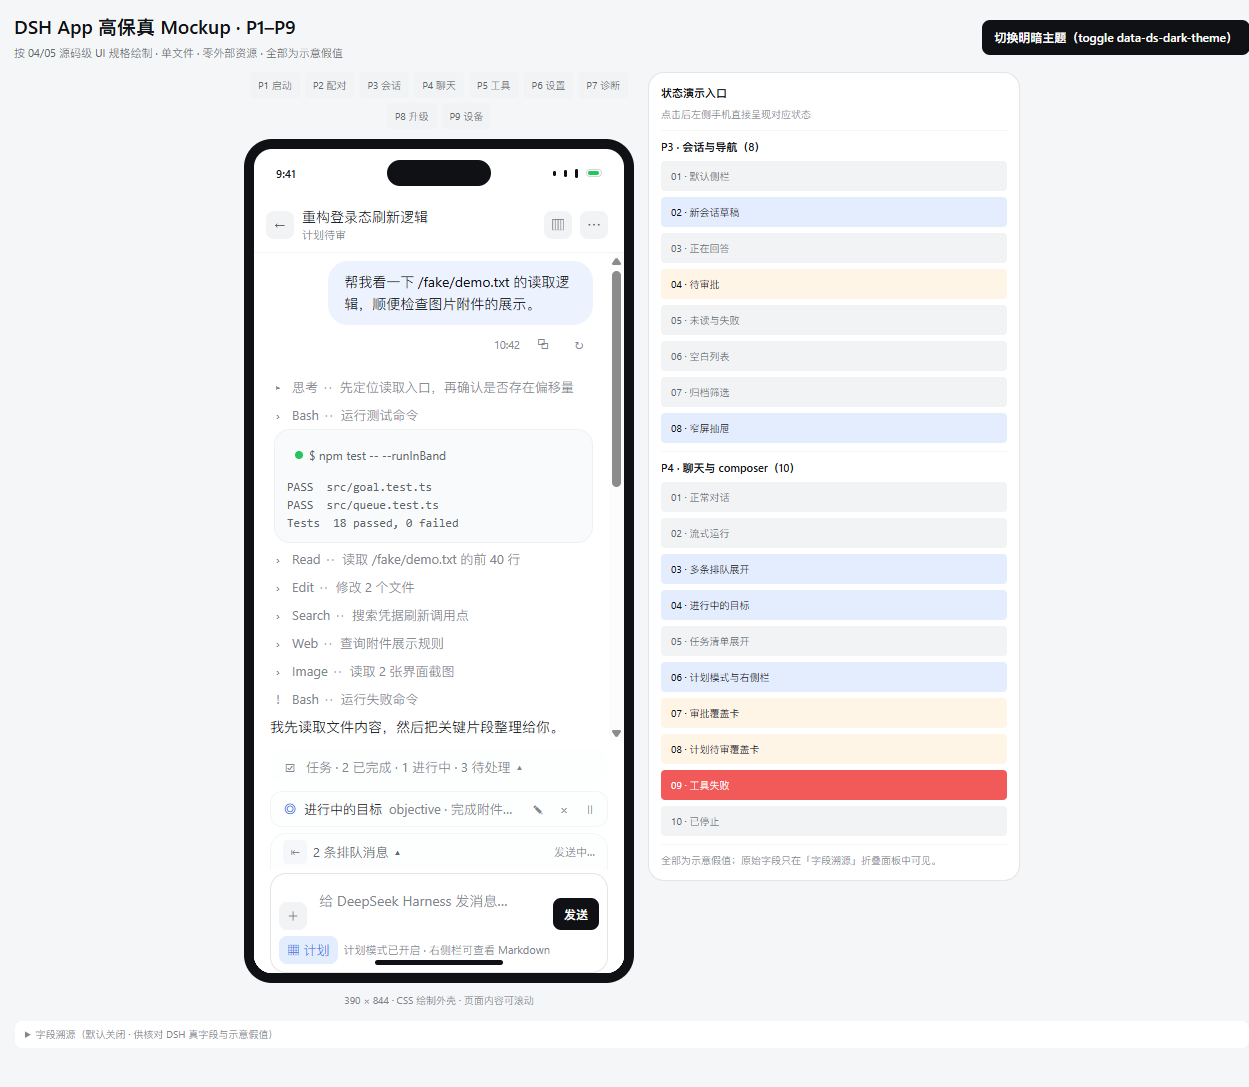 DSH App 高保真 Mockup · P1–P9
按 04/05 源码级 UI 规格绘制 · 单文件 · 零外部资源 · 全部为示意假值
切换明暗主题（toggle data-ds-dark-theme）
P1 启动
P2 配对
P3 会话
P4 聊天
P5 工具
P6 设置
P7 诊断
P8 升级
P9 设备
9:41
重构登录态刷新逻辑
计划待审
帮我看一下 /fake/demo.txt 的读取逻
辑，顺便检查图片附件的展示。
10:42
思考 ·· 先定位读取入口，再确认是否存在偏移量
Bash ·· 运行测试命令
$ npm test -- --runInBand
PASS src/goal.test.ts
PASS src/queue.test.ts
Tests 18 passed, 0 failed
Read ·· 读取 /fake/demo.txt 的前 40 行
Edit ·· 修改 2 个文件
Search ·· 搜索凭据刷新调用点
Web ·· 查询附件展示规则
Image ·· 读取 2 张界面截图
! Bash ·· 运行失败命令
我先读取文件内容，然后把关键片段整理给你。
任务 · 2 已完成 · 1 进行中 · 3 待处理
进行中的目标 objective · 完成附件...
2 条排队消息
发送中...
给 DeepSeek Harness 发消息...
发送
计划
计划模式已开启 · 右侧栏可查看 Markdown
390 × 844 · CSS 绘制外壳 · 页面内容可滚动
状态演示入口
点击后左侧手机直接呈现对应状态
P3 · 会话与导航（8）
01 · 默认侧栏
02 · 新会话草稿
03 · 正在回答
04 · 待审批
05 · 未读与失败
06 · 空白列表
07 · 归档筛选
08 · 窄屏抽屉
P4 · 聊天与 composer（10）
01 · 正常对话
02 · 流式运行
03 · 多条排队展开
04 · 进行中的目标
05 · 任务清单展开
06 · 计划模式与右侧栏
07 · 审批覆盖卡
08 · 计划待审覆盖卡
09 · 工具失败
10 · 已停止
全部为示意假值；原始字段只在「字段溯源」折叠面板中可见。
字段溯源（默认关闭 · 供核对 DSH 真字段与示意假值）